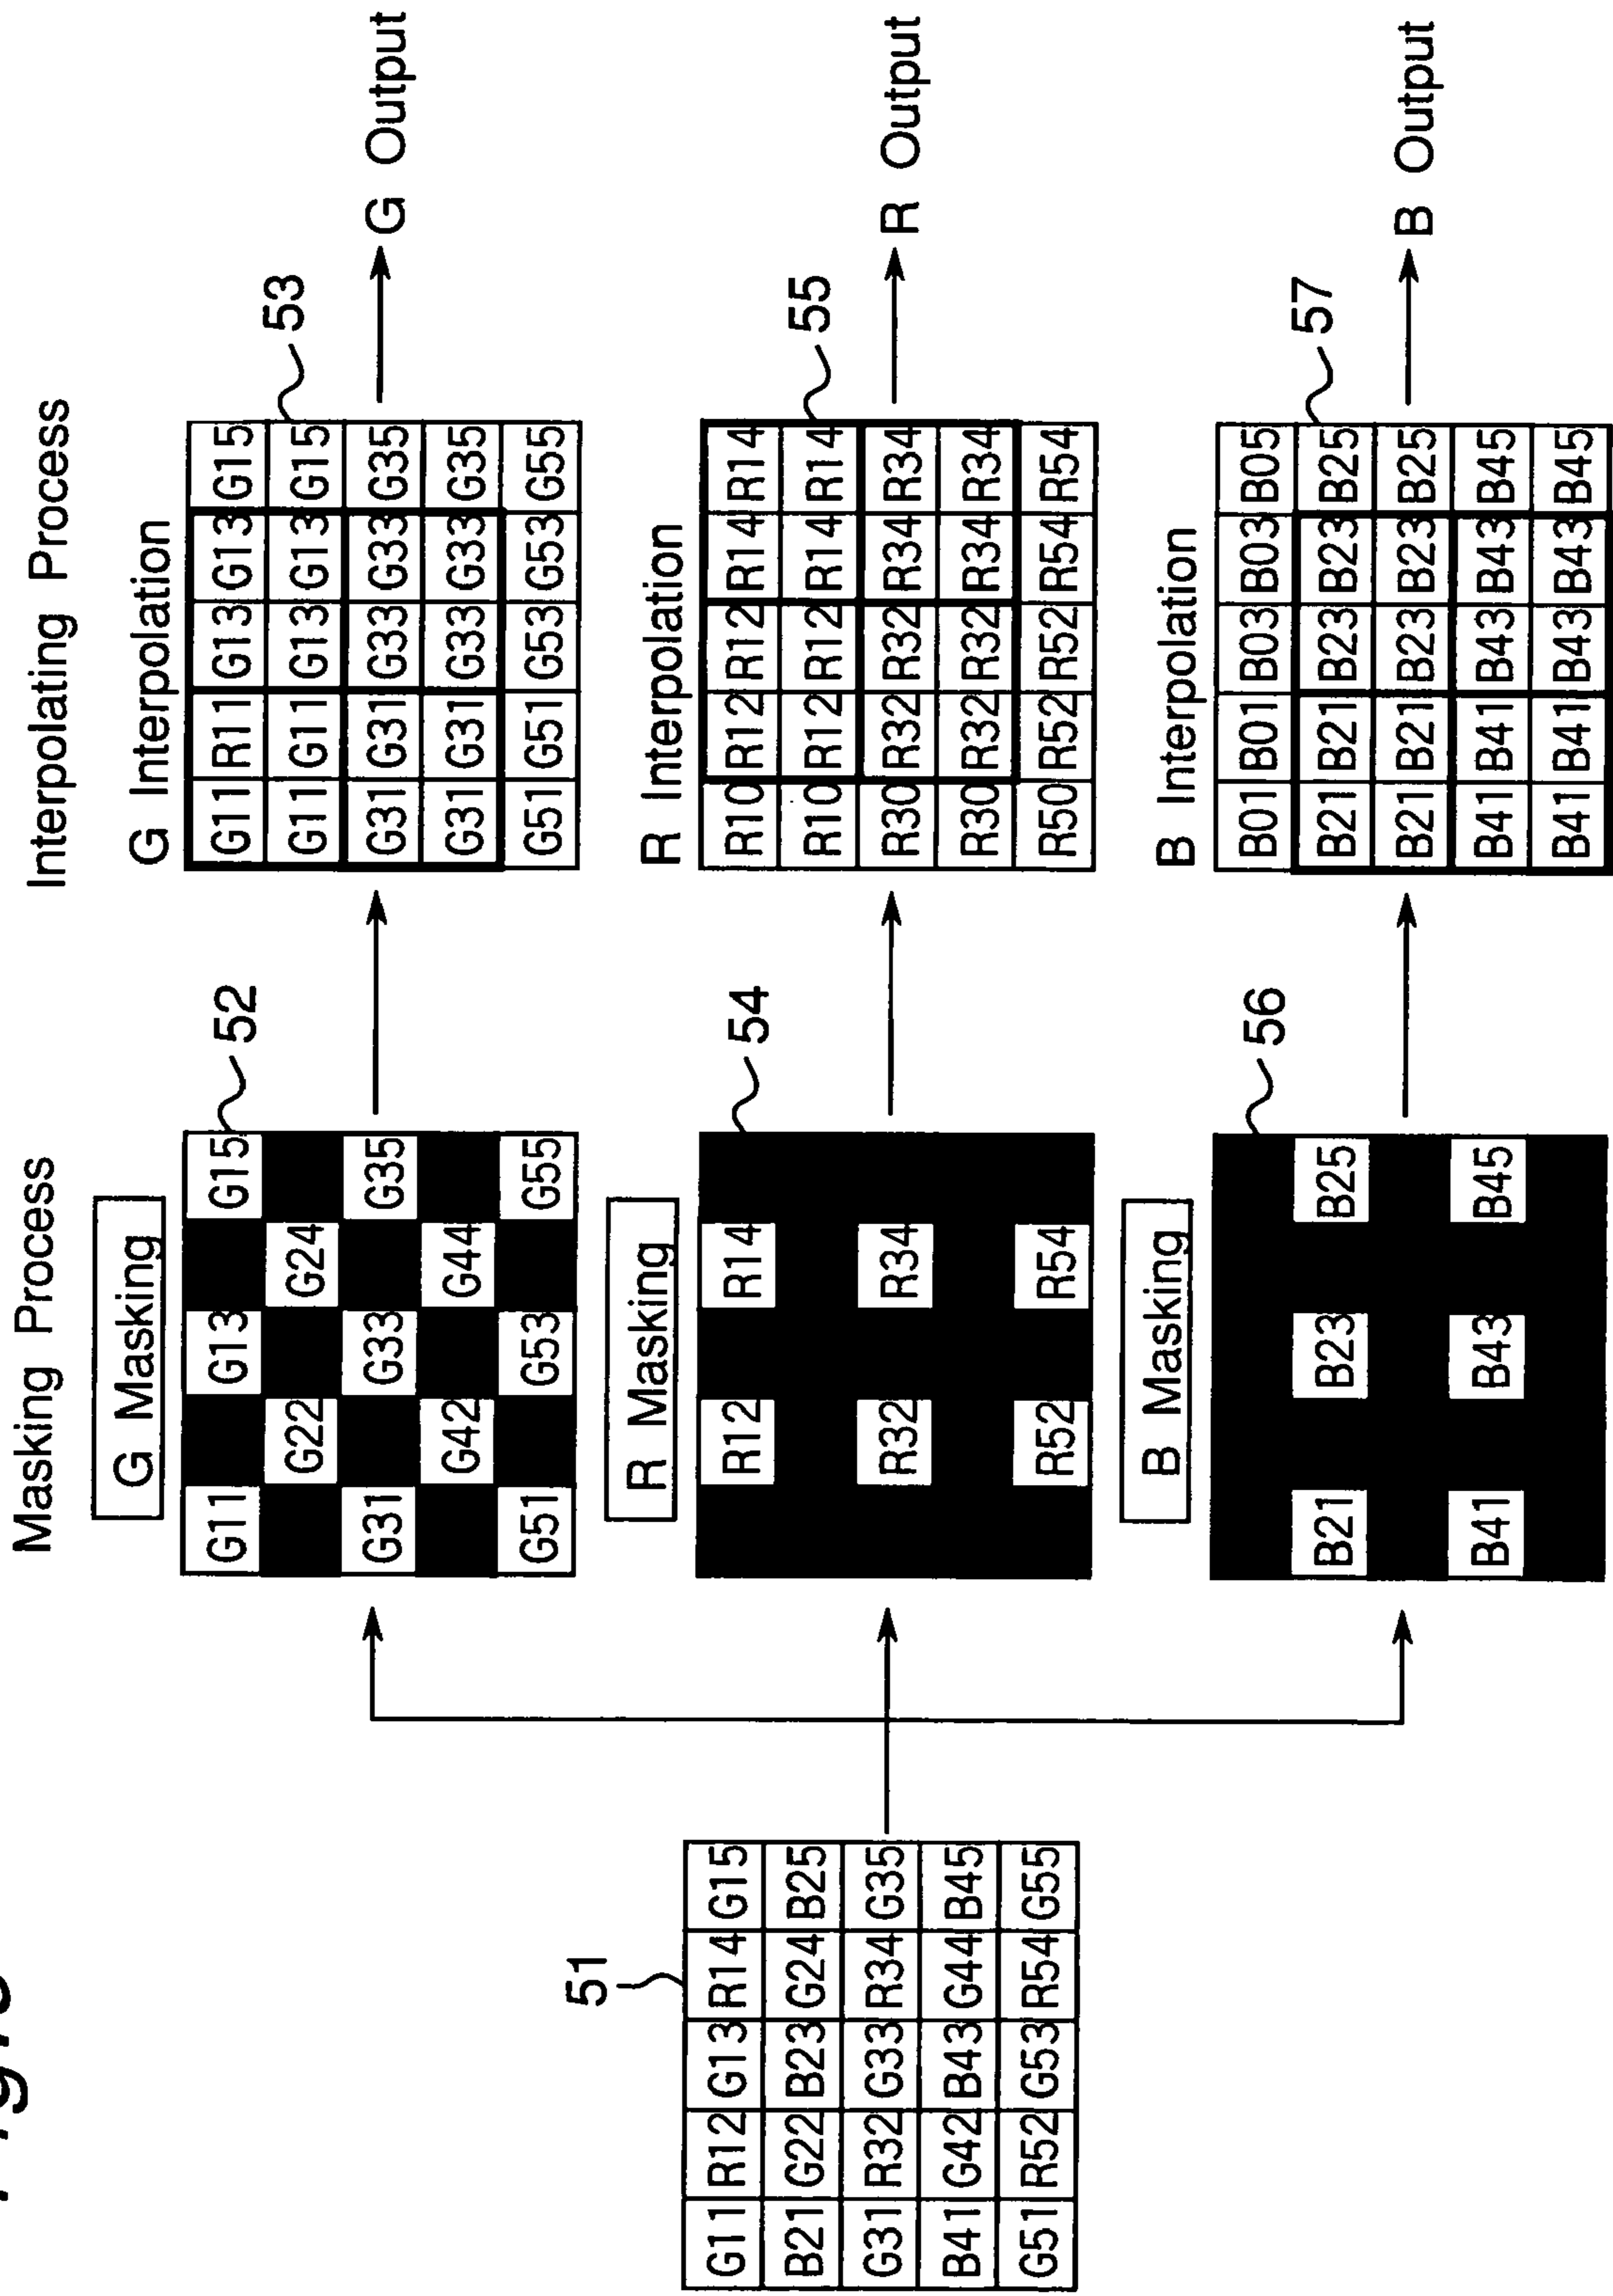 Masking Process
Interpolating Process
51
G11 R12 G13 R14 G15
B21 G22 B23 G24 B25
G31 R32 G33 R34 G35
B41 G42 B43 G44 B45
G51 R52 G53 R54 G55
G Masking
52
G11 G13 G15
G22 G24
G31 G33 G35
G42 G44
G51 G53 G55
G Interpolation
53
G11 R11 G13 G13 G15
G11 G11 G13 G13 G15
G31 G31 G33 G33 G35
G31 G31 G33 G33 G35
G51 G51 G53 G53 G55
G Output
R Masking
54
R12 R14
R32 R34
R52 R54
R Interpolation
55
R10 R12 R12 R14 R14
R10 R12 R12 R14 R14
R30 R32 R32 R34 R34
R30 R32 R32 R34 R34
R50 R52 R52 R54 R54
R Output
B Masking
56
B21 B23 B25
B41 B43 B45
B Interpolation
57
B01 B01 B03 B03 B05
B21 B21 B23 B23 B25
B21 B21 B23 B23 B25
B41 B41 B43 B43 B45
B41 B41 B43 B43 B45
B Output